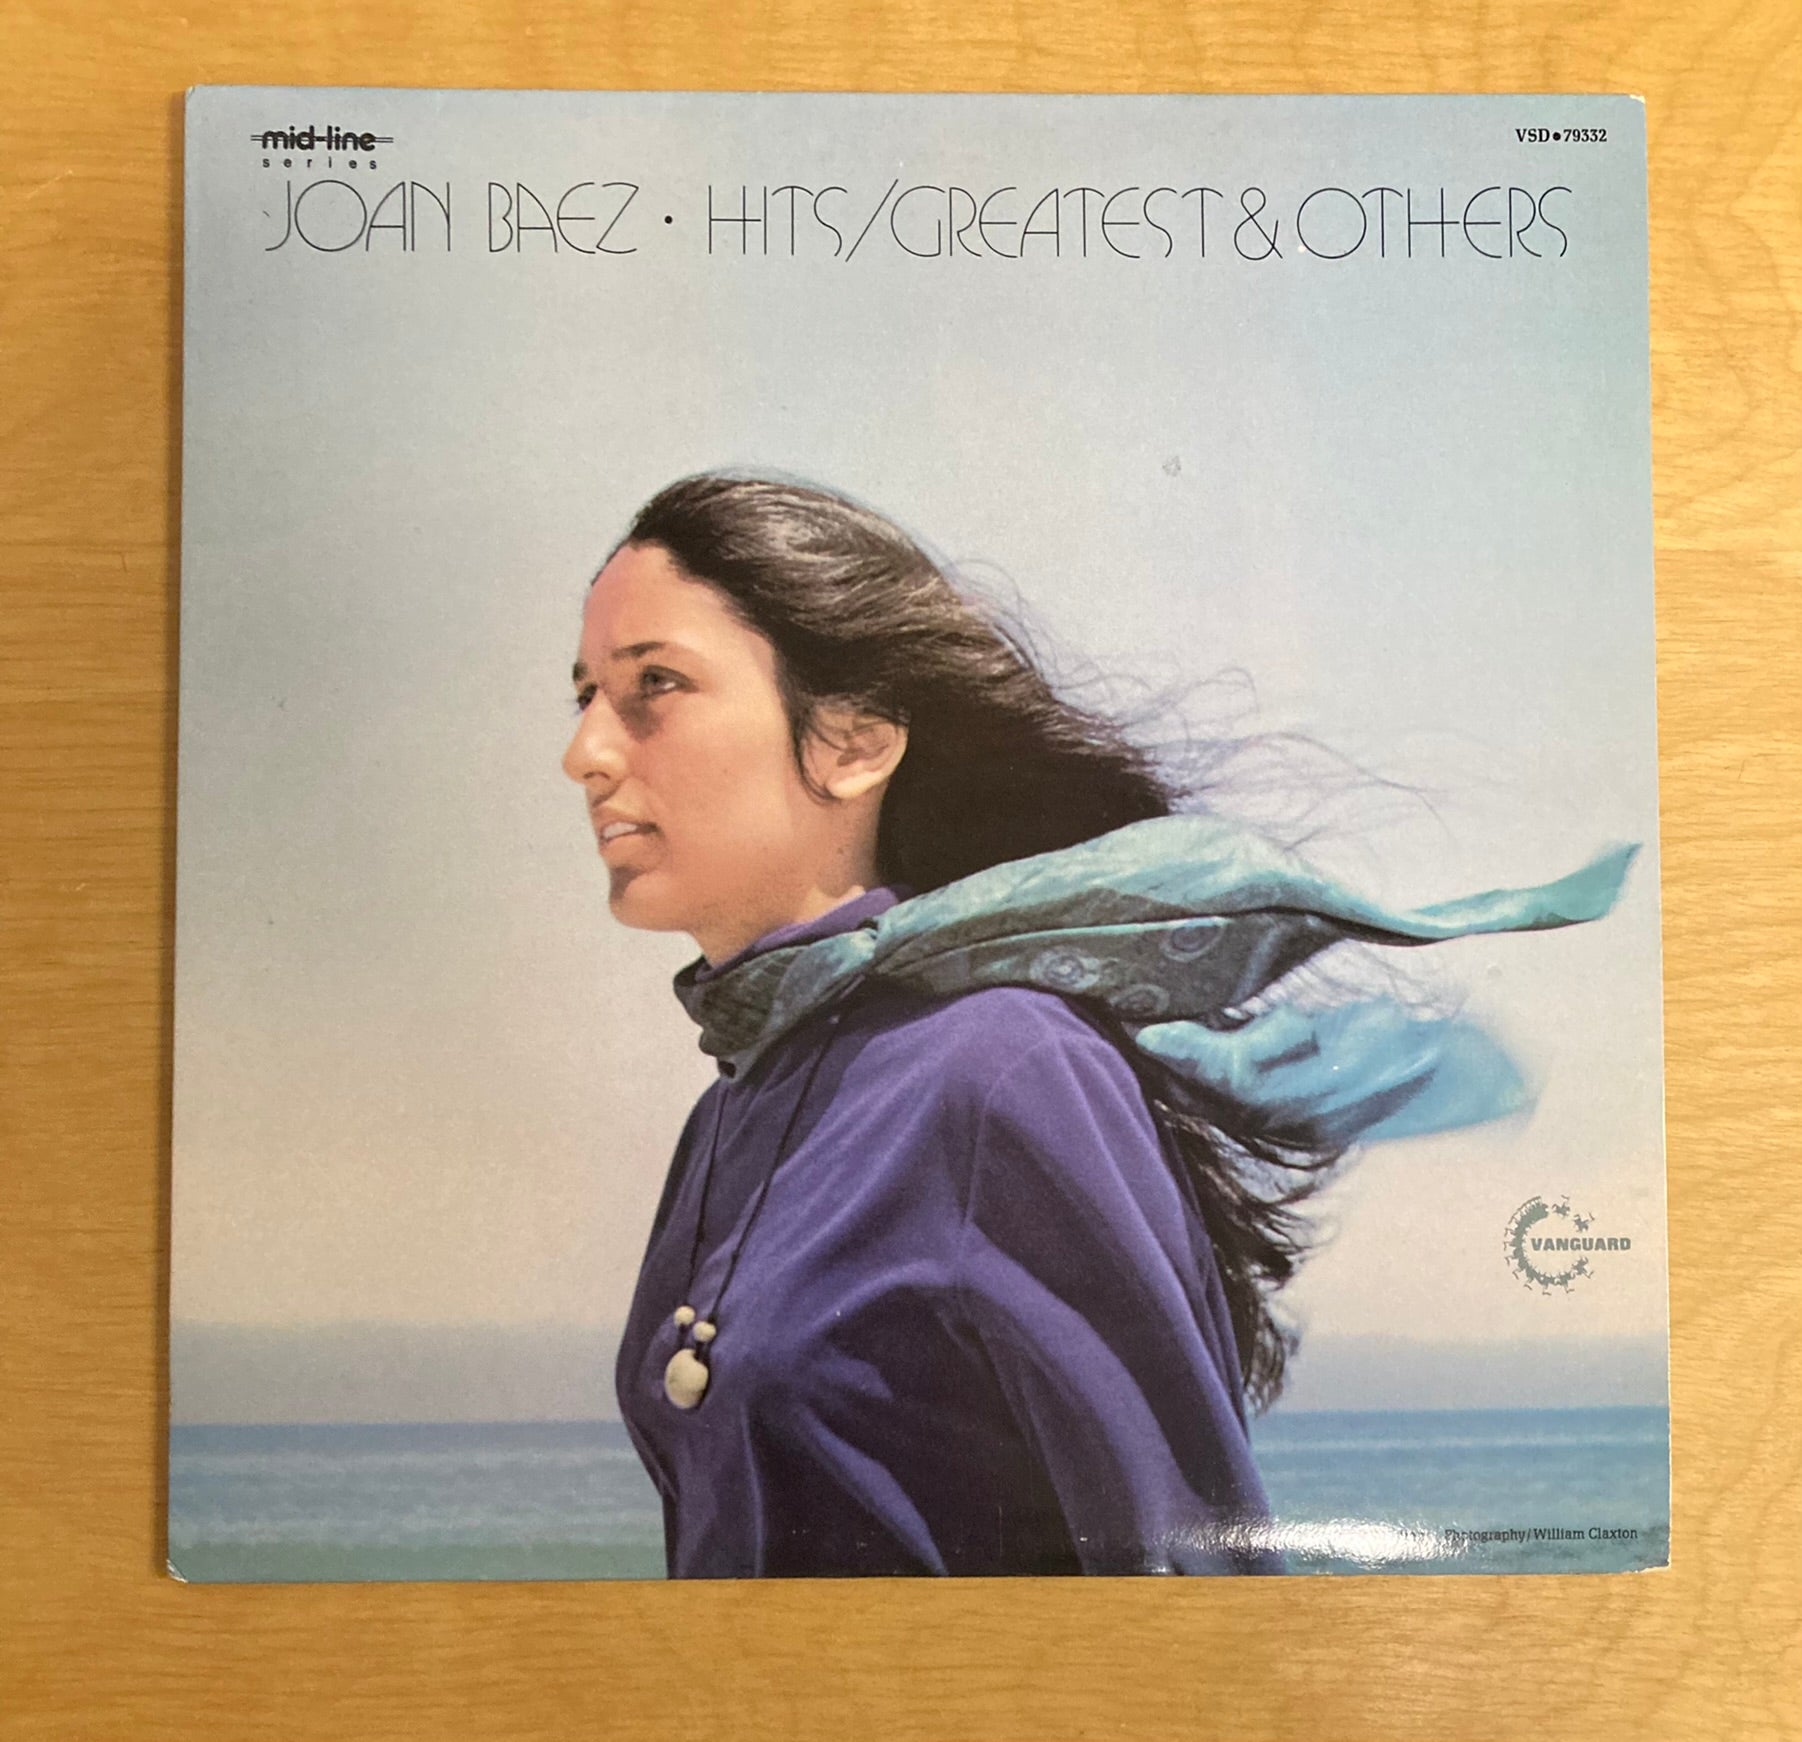 mid-line
series
VSD•79332
JOAN BAEZ • HITS/GREATEST & OTHERS
VANGUARD
Photography/William Claxton